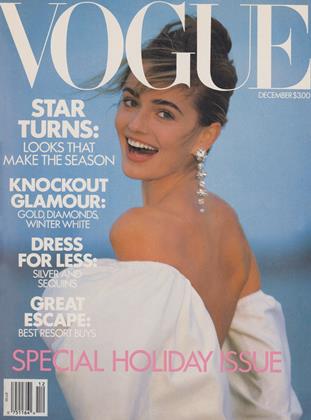 VOGUE
DECEMBER $3.00
STAR
TURNS:
LOOKS THAT
MAKE THE SEASON
KNOCKOUT
GLAMOUR:
GOLD, DIAMONDS,
WINTER WHITE
DRESS
FOR LESS:
SILVER AND
SEQUINS
GREAT
ESCAPE:
BEST RESORT BUYS
SPECIAL HOLIDAY ISSUE
12